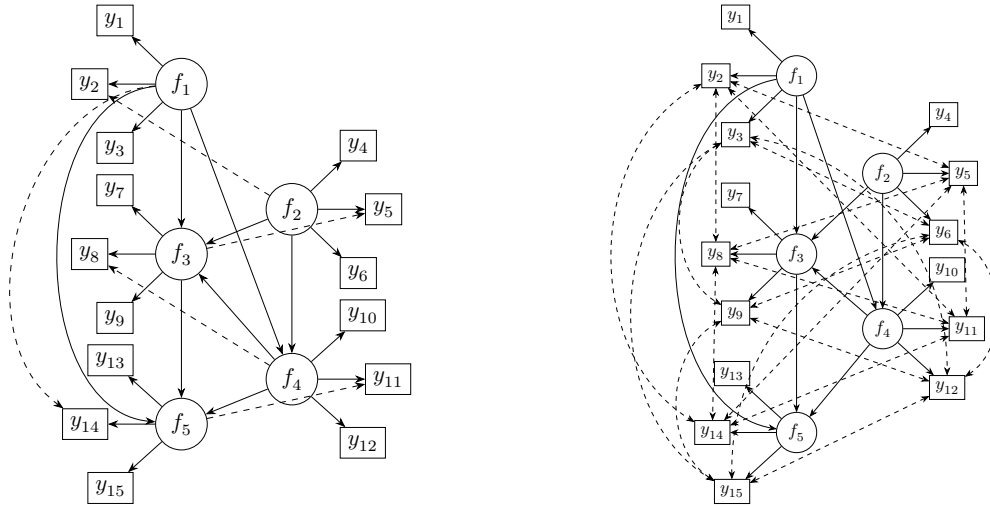 y₁
y₂
f₁
y₃
y₄
y₇
f₂
y₅
y₈
f₃
y₆
y₉
y₁₀
y₁₃
f₄
y₁₁
y₁₄
f₅
y₁₂
y₁₅
y₁
y₂
f₁
y₃
y₄
f₂
y₅
y₇
y₆
y₈
f₃
y₁₀
y₉
f₄
y₁₁
y₁₃
y₁₂
y₁₄
f₅
y₁₅